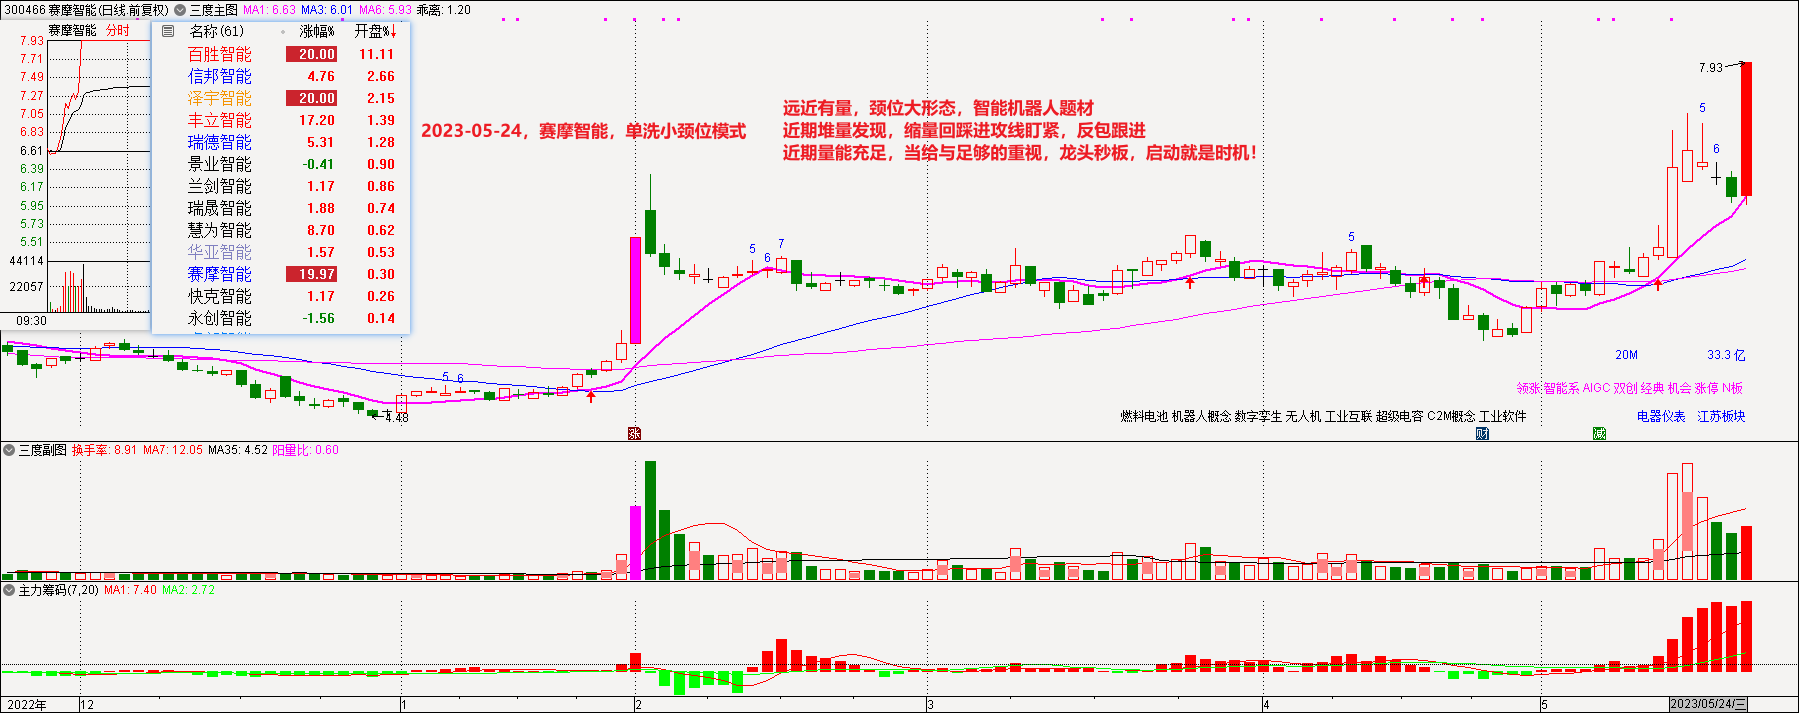 300466 赛摩智能(日线.前复权) 三度主图 MA1: 6.63 MA3: 6.01 MA6: 5.93 乖离: 1.20
赛摩智能 分时
7.93
7.71
7.49
7.27
7.05
6.83
6.61
6.39
6.17
5.95
5.73
5.51
44114
22057
09:30
名称(61) 涨幅% 开盘%↓
百胜智能 20.00 11.11
信邦智能 4.76 2.66
泽宇智能 20.00 2.15
丰立智能 17.20 1.39
瑞德智能 5.31 1.28
景业智能 -0.41 0.90
兰剑智能 1.17 0.86
瑞晟智能 1.88 0.74
慧为智能 8.70 0.62
华亚智能 1.57 0.53
赛摩智能 19.97 0.30
快克智能 1.17 0.26
永创智能 -1.56 0.14
2023-05-24，赛摩智能，单洗小颈位模式
远近有量，颈位大形态，智能机器人题材
近期堆量发现，缩量回踩进攻线盯紧，反包跟进
近期量能充足，当给与足够的重视，龙头秒板，启动就是时机！
7.93
5
6
5
6
7
5
5
6
4.48
20M 33.3 亿
领涨 智能系 AIGC 双创 经典 机会 涨停 N板
燃料电池 机器人概念 数字孪生 无人机 工业互联 超级电容 C2M概念 工业软件 电器仪表 江苏板块
涨 财 减
三度副图 换手率: 8.91 MA7: 12.05 MA35: 4.52 阳量比: 0.60
主力筹码(7,20) MA1: 7.40 MA2: 2.72
2022年 12 1 2 3 4 5 2023/05/24/三